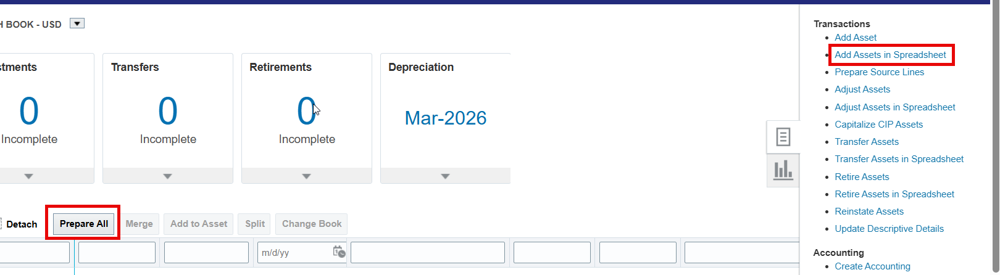 H BOOK - USD
stments
Transfers
Retirements
Depreciation
0
0
0
Mar-2026
Incomplete
Incomplete
Incomplete
Detach
Prepare All
Merge
Add to Asset
Split
Change Book
m/d/yy
Transactions
Add Asset
Add Assets in Spreadsheet
Prepare Source Lines
Adjust Assets
Adjust Assets in Spreadsheet
Capitalize CIP Assets
Transfer Assets
Transfer Assets in Spreadsheet
Retire Assets
Retire Assets in Spreadsheet
Reinstate Assets
Update Descriptive Details
Accounting
Create Accounting